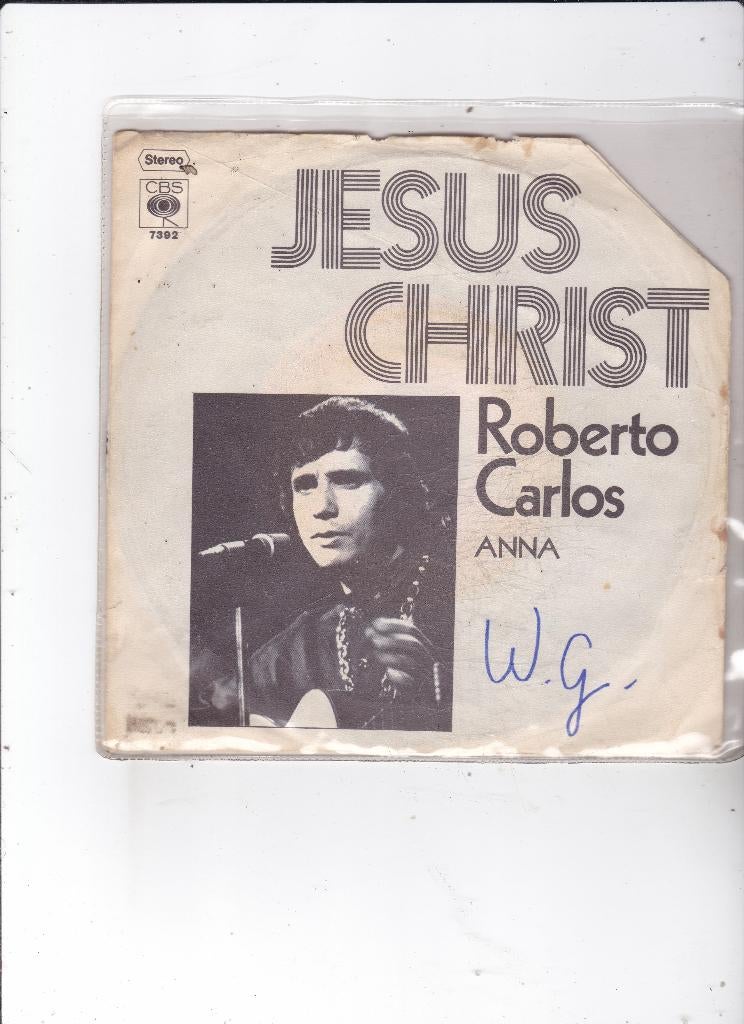 Stereo
CBS
7392
JESUS
CHRIST
Roberto
Carlos
ANNA
W.G.